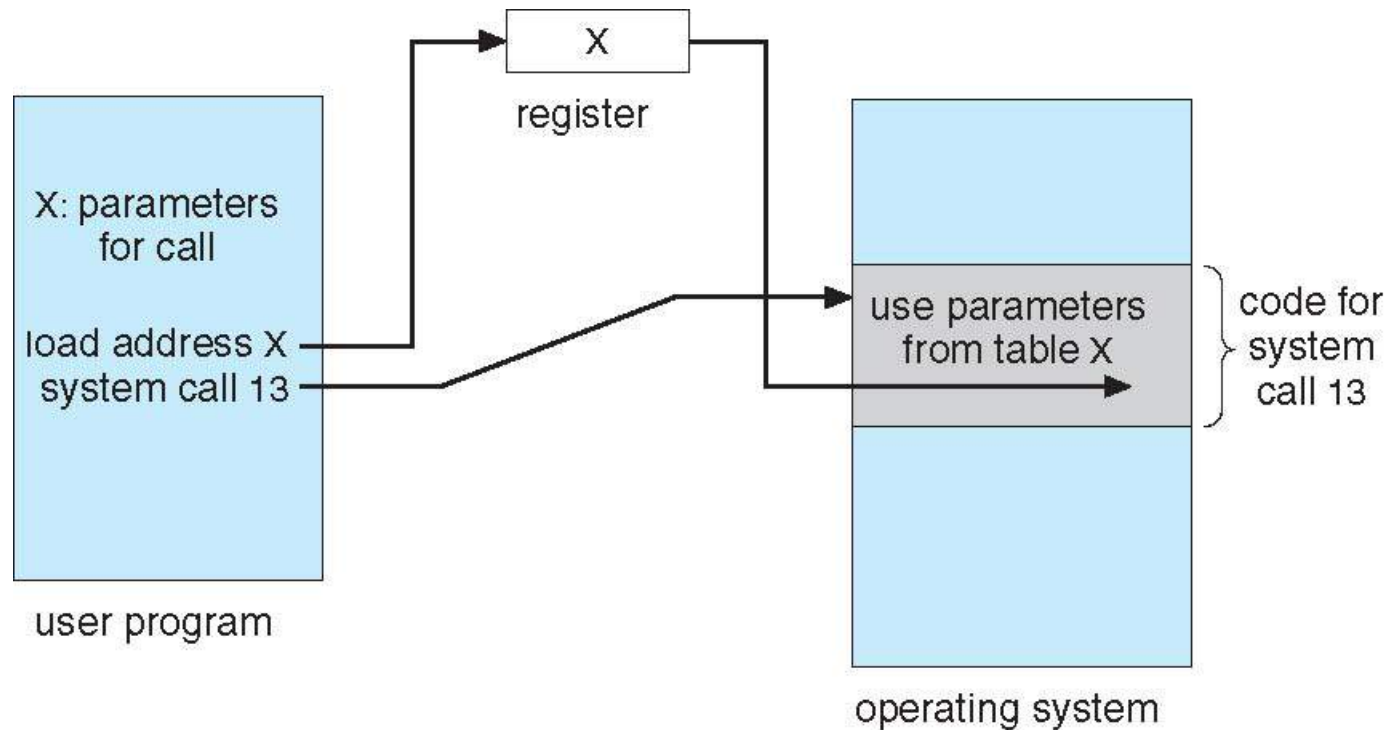 X
register
X: parameters
for call
load address X
system call 13
user program
use parameters
from table X
code for
system
call 13
operating system